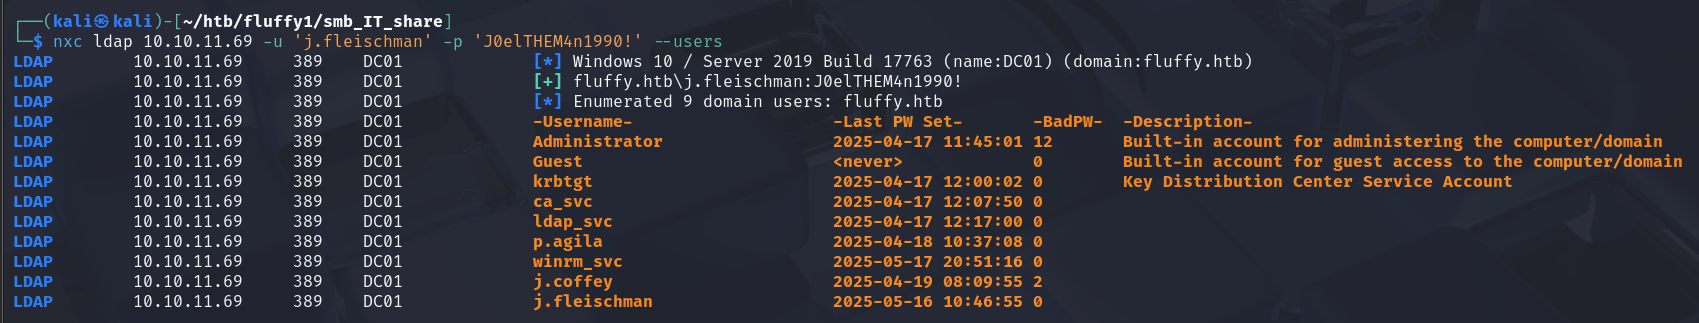 ┌──(kali㉿kali)-[~/htb/fluffy1/smb_IT_share]
└─$ nxc ldap 10.10.11.69 -u 'j.fleischman' -p 'J0elTHEM4n1990!' --users
LDAP 10.10.11.69 389 DC01 [*] Windows 10 / Server 2019 Build 17763 (name:DC01) (domain:fluffy.htb)
LDAP 10.10.11.69 389 DC01 [+] fluffy.htb\j.fleischman:J0elTHEM4n1990!
LDAP 10.10.11.69 389 DC01 [*] Enumerated 9 domain users: fluffy.htb
LDAP 10.10.11.69 389 DC01 -Username- -Last PW Set- -BadPW- -Description-
LDAP 10.10.11.69 389 DC01 Administrator 2025-04-17 11:45:01 12 Built-in account for administering the computer/domain
LDAP 10.10.11.69 389 DC01 Guest <never> 0 Built-in account for guest access to the computer/domain
LDAP 10.10.11.69 389 DC01 krbtgt 2025-04-17 12:00:02 0 Key Distribution Center Service Account
LDAP 10.10.11.69 389 DC01 ca_svc 2025-04-17 12:07:50 0
LDAP 10.10.11.69 389 DC01 ldap_svc 2025-04-17 12:17:00 0
LDAP 10.10.11.69 389 DC01 p.agila 2025-04-18 10:37:08 0
LDAP 10.10.11.69 389 DC01 winrm_svc 2025-05-17 20:51:16 0
LDAP 10.10.11.69 389 DC01 j.coffey 2025-04-19 08:09:55 2
LDAP 10.10.11.69 389 DC01 j.fleischman 2025-05-16 10:46:55 0